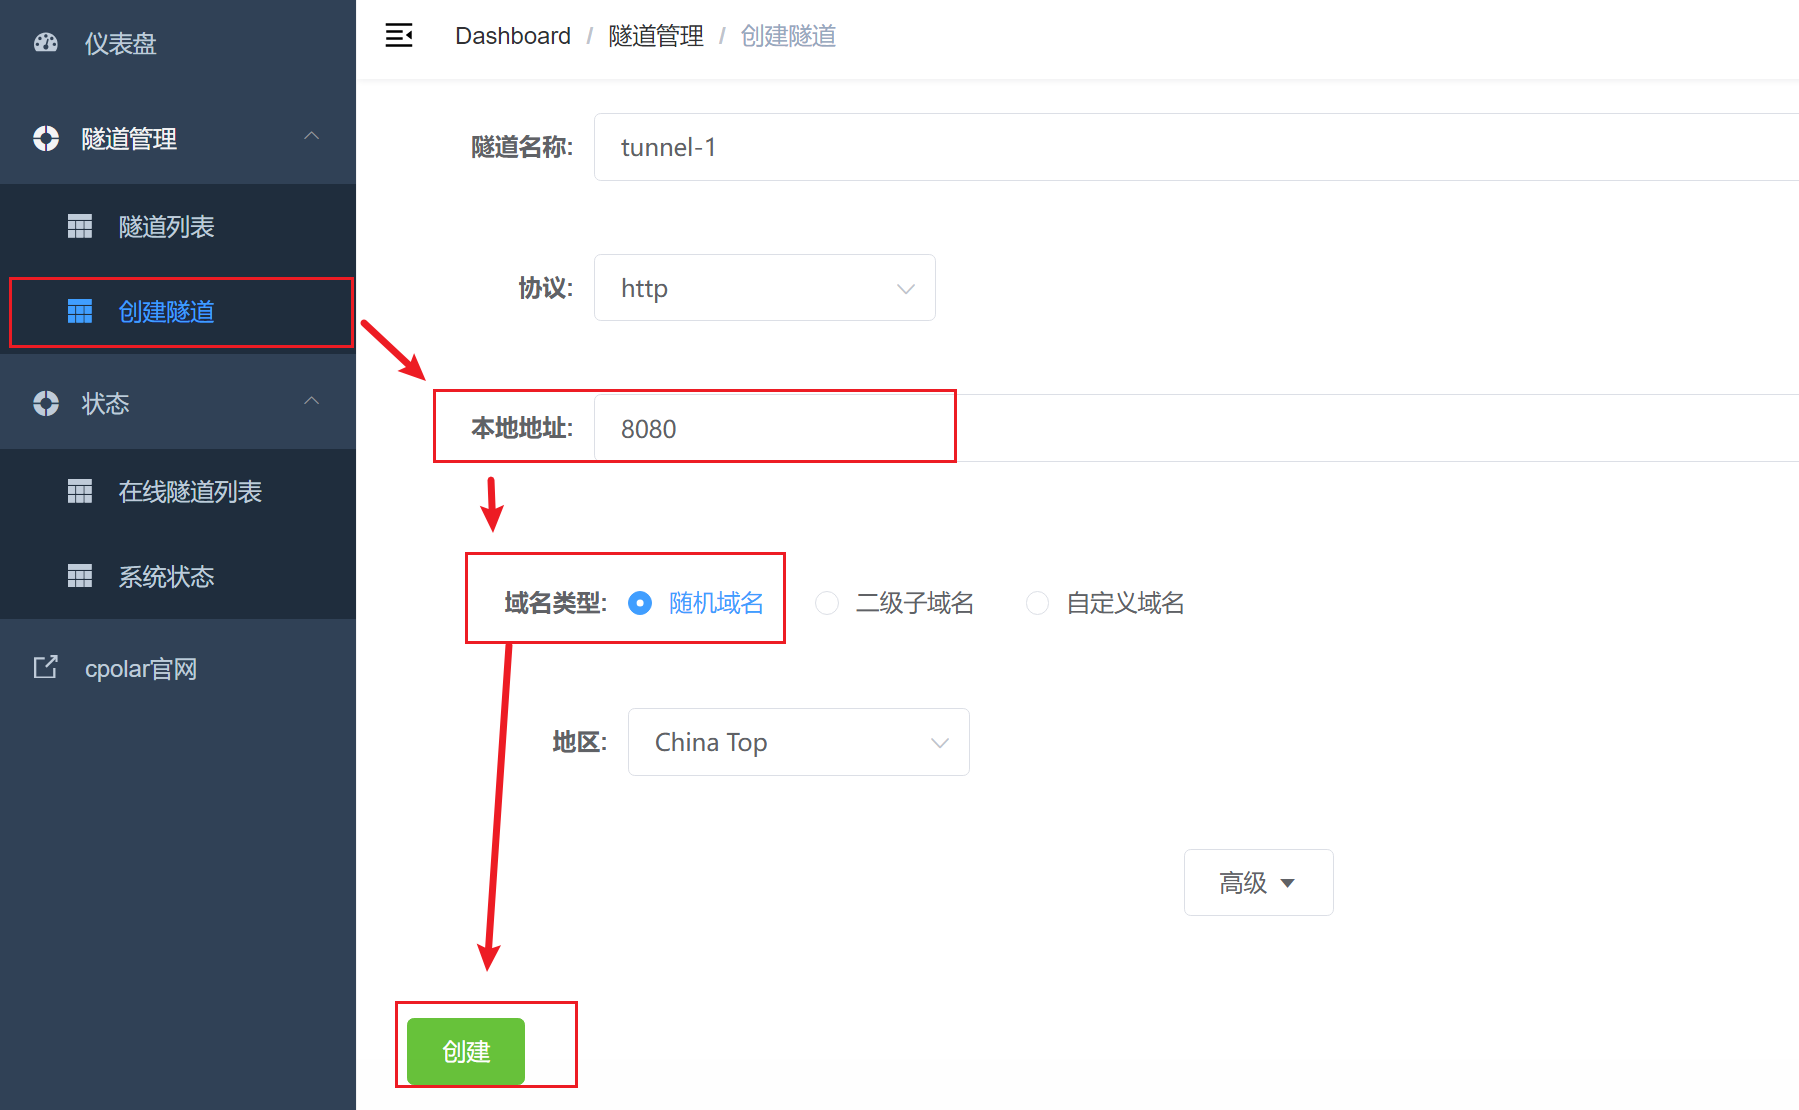 仪表盘
隧道管理
隧道列表
创建隧道
状态
在线隧道列表
系统状态
cpolar官网
Dashboard / 隧道管理 / 创建隧道
隧道名称: tunnel-1
协议: http
本地地址: 8080
域名类型: 随机域名 二级子域名 自定义域名
地区: China Top
高级
创建